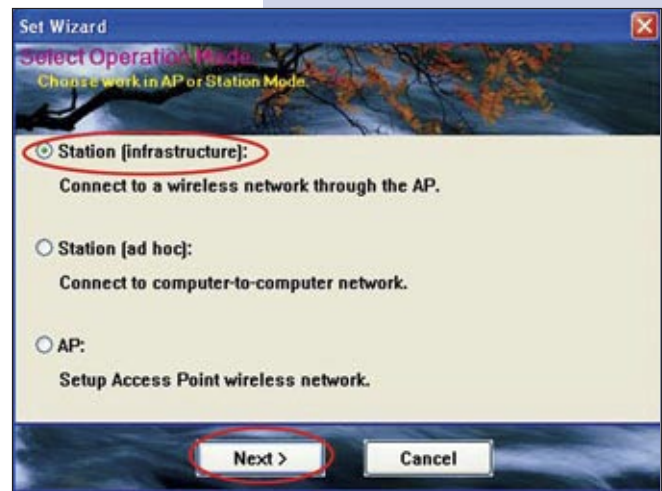 Set Wizard
Select Operation Mode
Choose work in AP or Station Mode.
Station (infrastructure):
Connect to a wireless network through the AP.
Station (ad hoc):
Connect to computer-to-computer network.
AP:
Setup Access Point wireless network.
Next >
Cancel